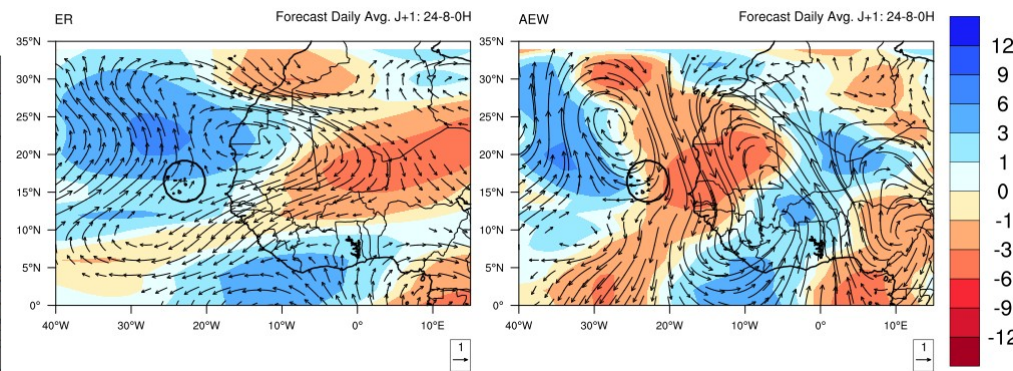 ER Forecast Daily Avg. J+1: 24-8-0H
35°N
30°N
25°N
20°N
15°N
10°N
5°N
0°
40°W 30°W 20°W 10°W 0° 10°E
1
AEW Forecast Daily Avg. J+1: 24-8-0H
35°N
30°N
25°N
20°N
15°N
10°N
5°N
0°
40°W 30°W 20°W 10°W 0° 10°E
1
12
9
6
3
1
0
-1
-3
-6
-9
-12